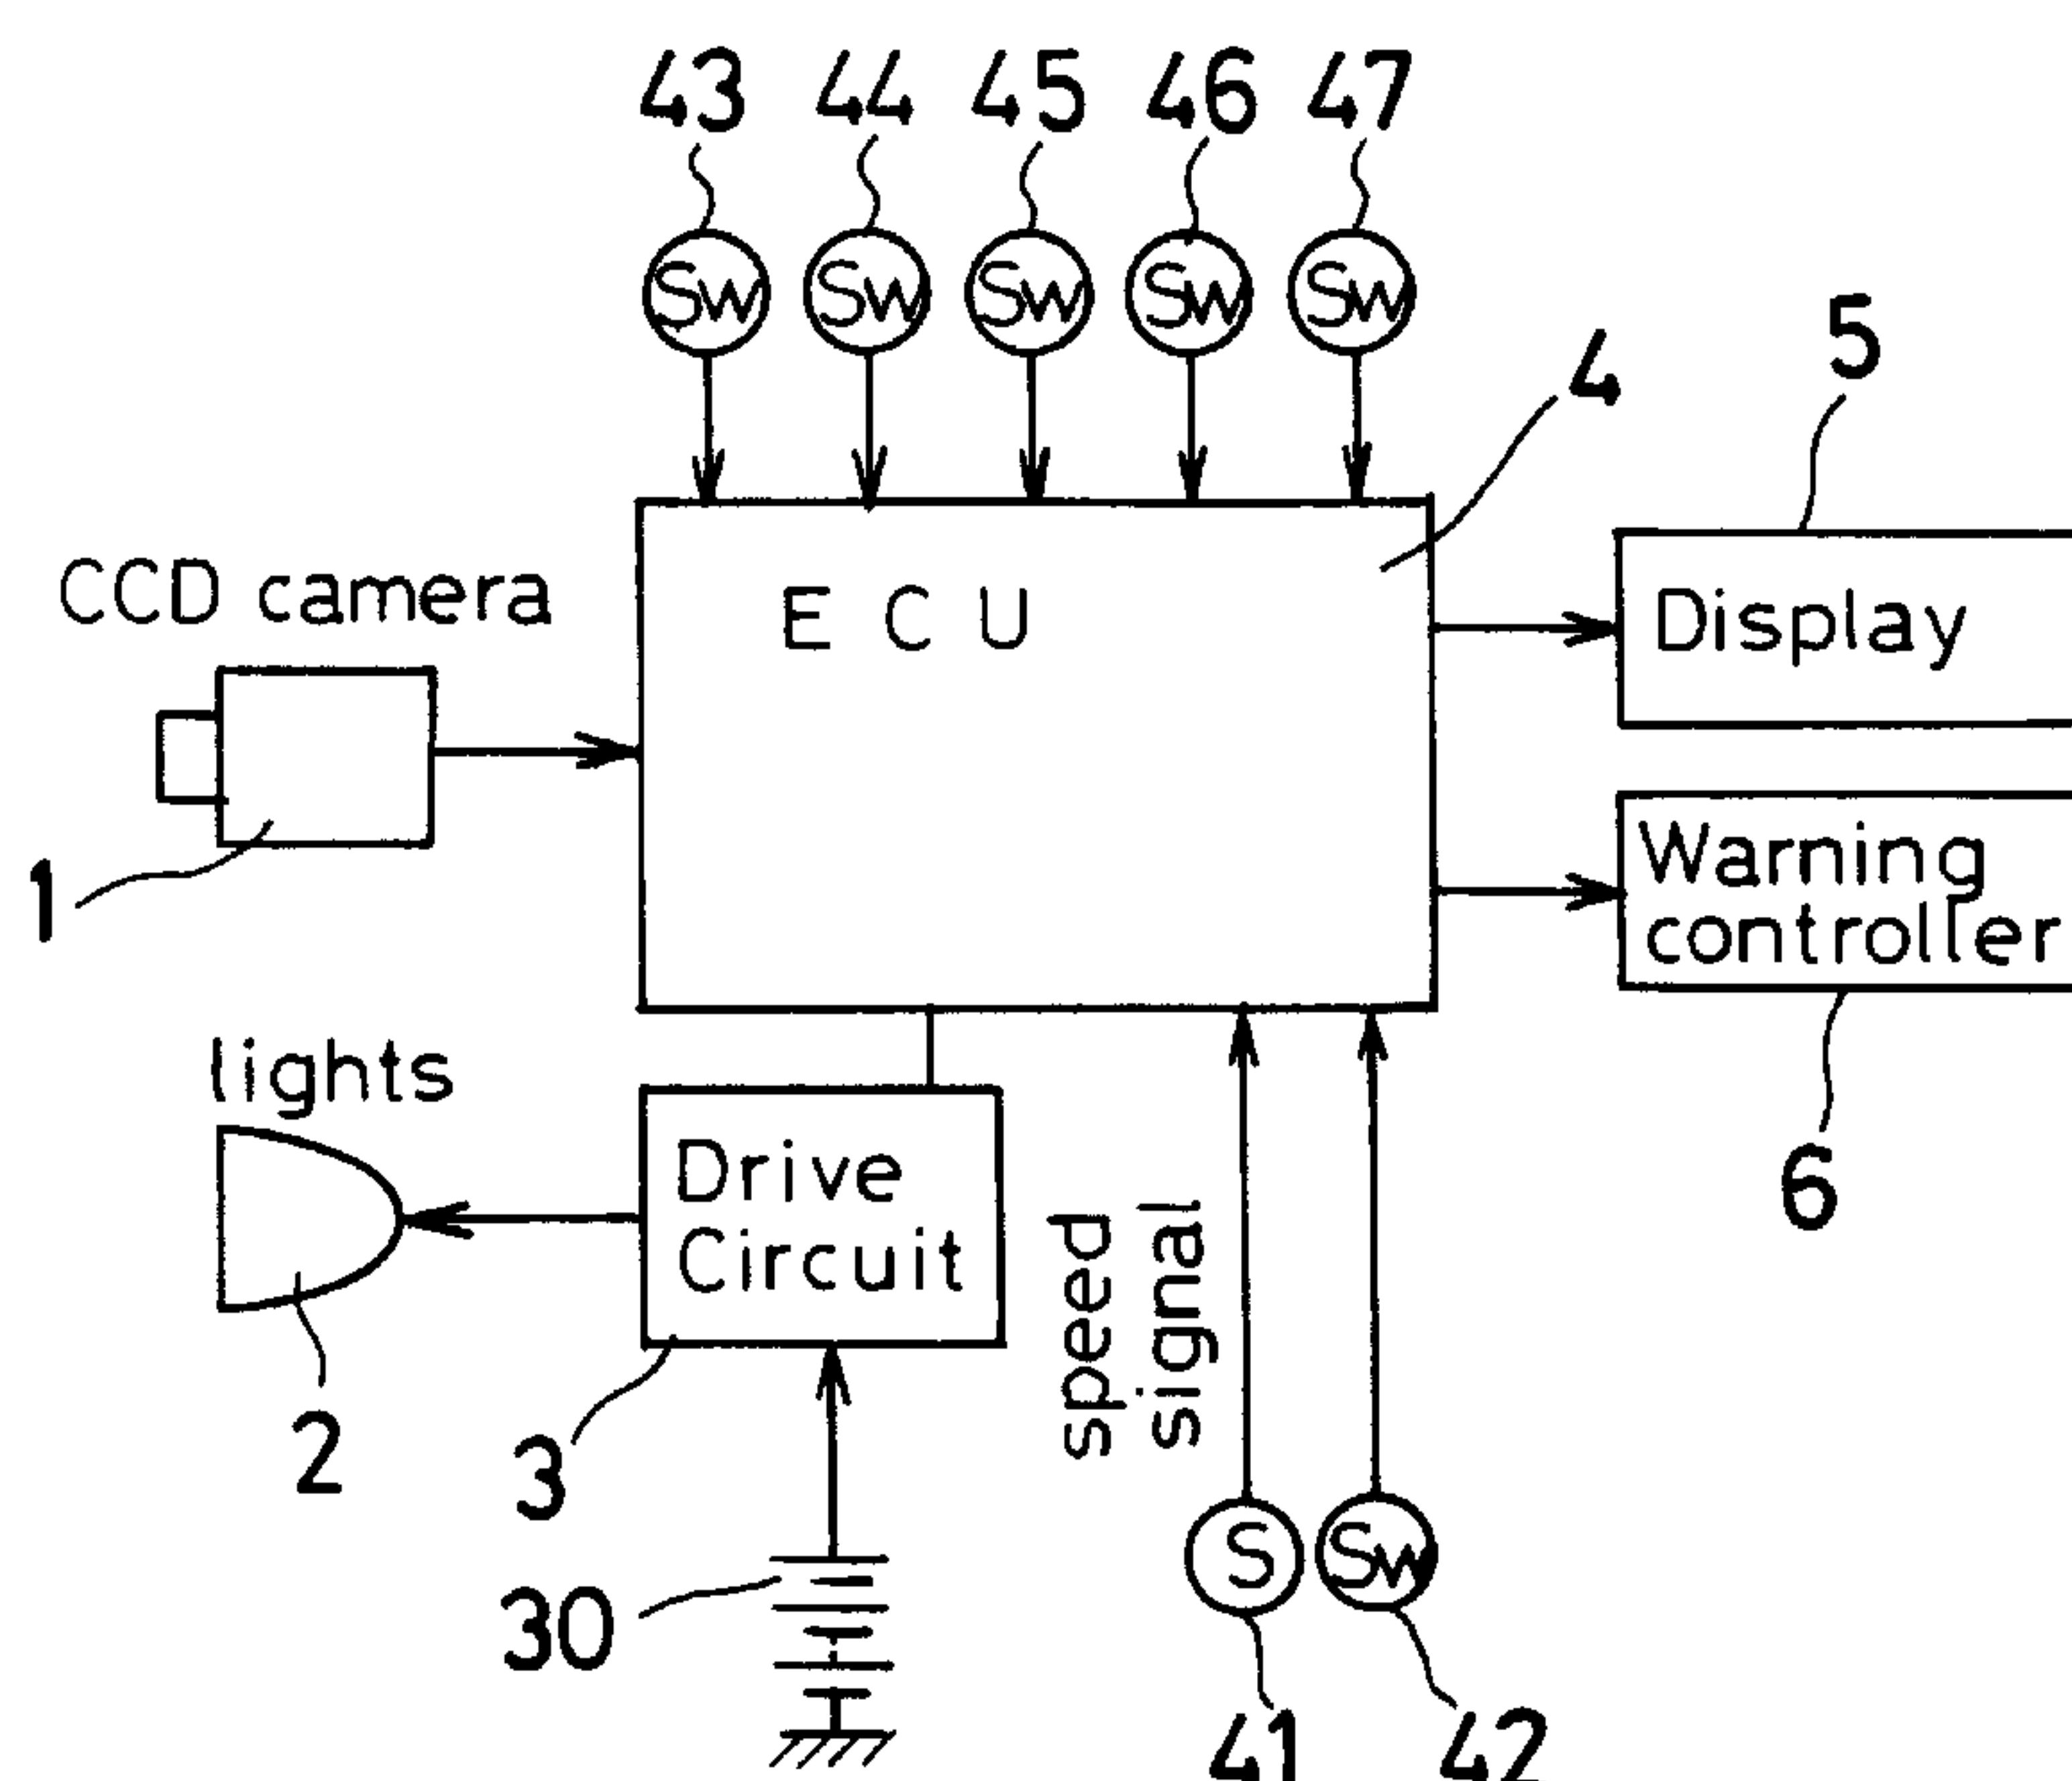 43 44 45 46 47
SW SW SW SW SW
4
5
CCD camera
E C U
Display
1
Warning
controller
lights
6
Drive
Circuit
speed
signal
2
3
30
S SW
41 42